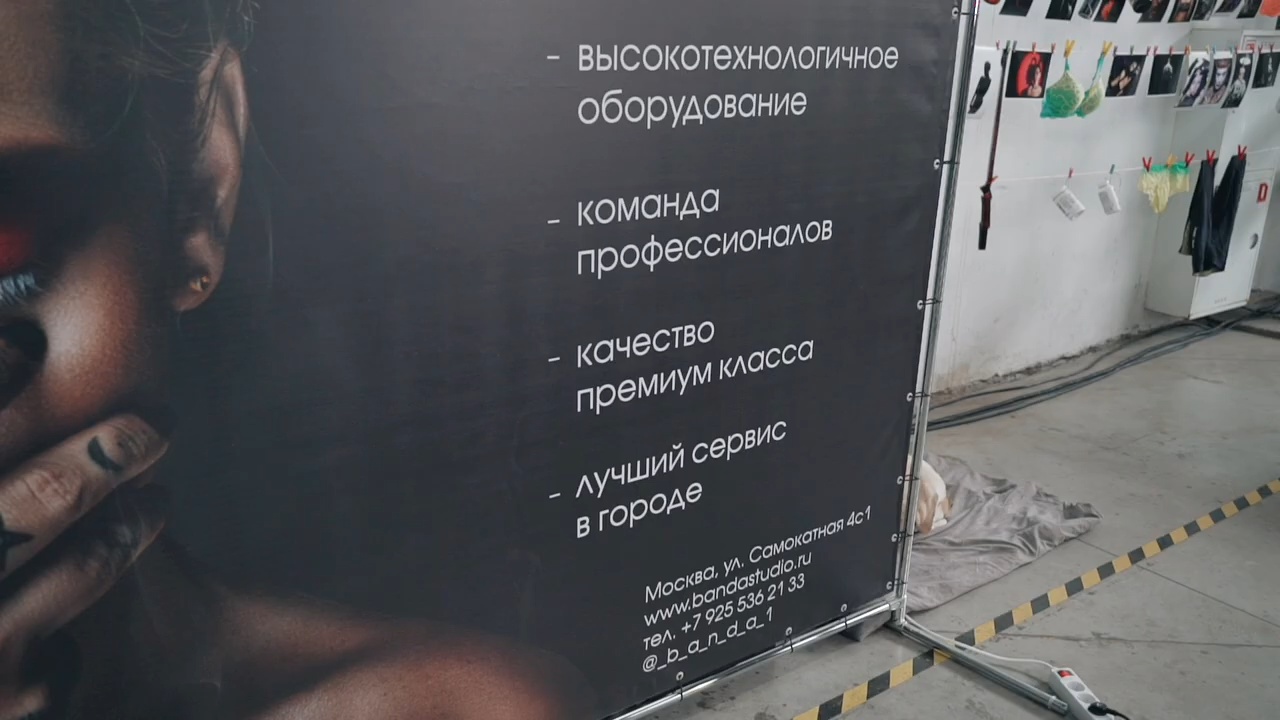 - высокотехнологичное
оборудование
- команда
профессионалов
- качество
премиум класса
- лучший сервис
в городе
Москва, ул. Самокатная 4с1
www.bandastudio.ru
тел. +7 925 536 21 33
@_b_a_n_d_a_1